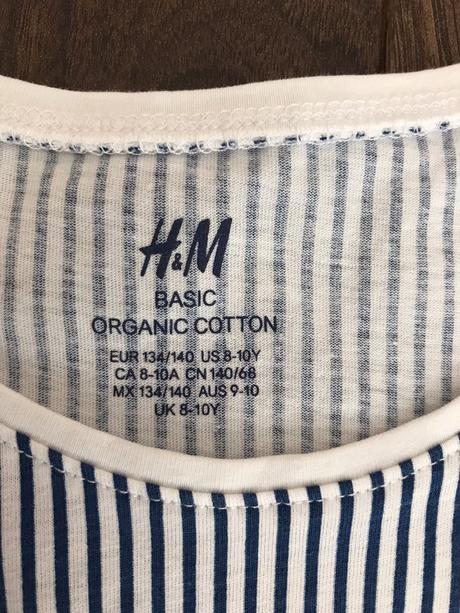 H&M
BASIC
ORGANIC COTTON
EUR 134/140 US 8-10Y
CA 8-10A CN 140/68
MX 134/140 AUS 9-10
UK 8-10Y